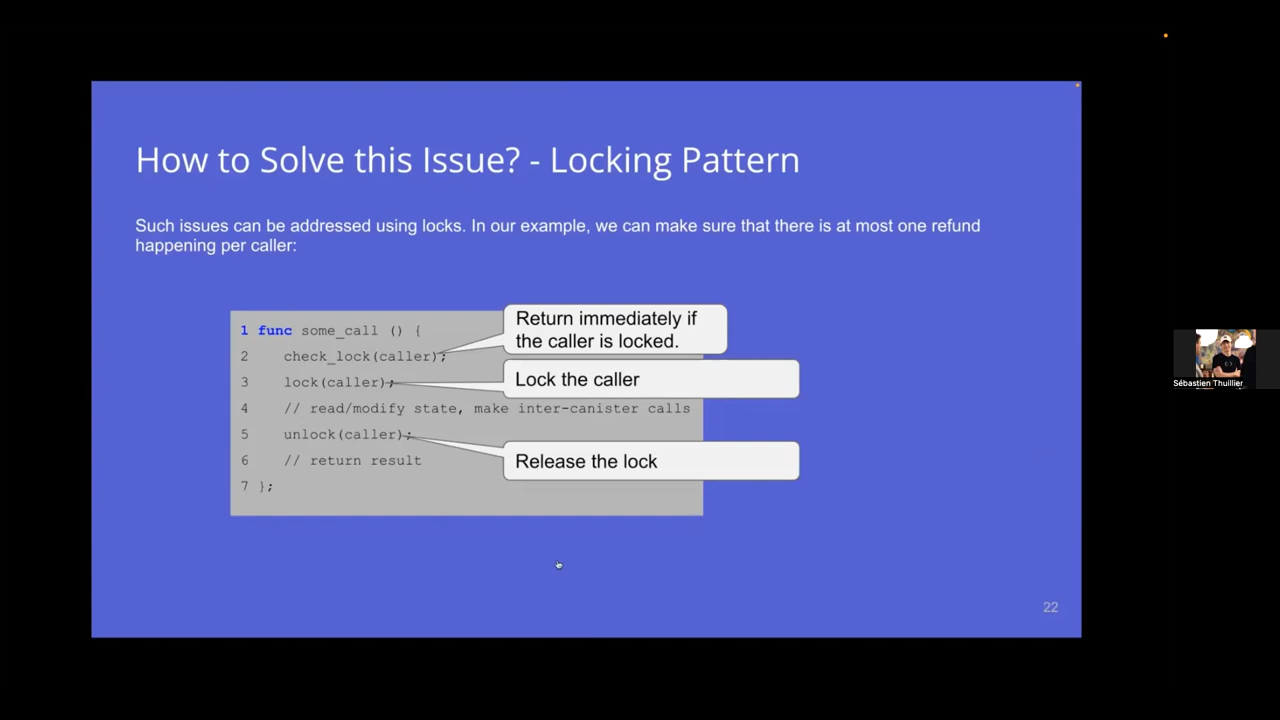 How to Solve this Issue? - Locking Pattern
Such issues can be addressed using locks. In our example, we can make sure that there is at most one refund
happening per caller:
1 func some_call () {
2 check_lock(caller);
3 lock(caller);
4 // read/modify state, make inter-canister calls
5 unlock(caller);
6 // return result
7 };
Return immediately if
the caller is locked.
Lock the caller
Release the lock
22
Sébastien Thuillier